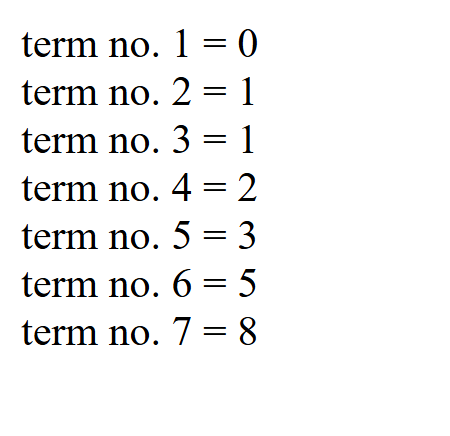 term no. 1 = 0
term no. 2 = 1
term no. 3 = 1
term no. 4 = 2
term no. 5 = 3
term no. 6 = 5
term no. 7 = 8